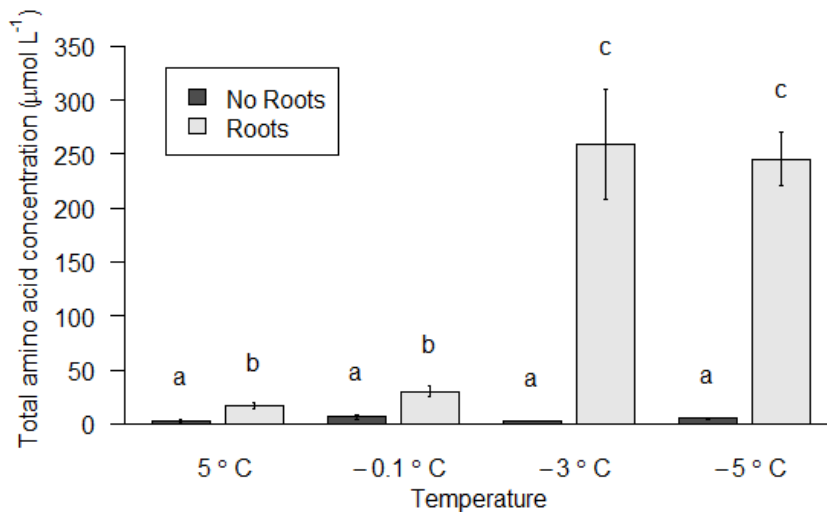 Total amino acid concentration (μmol L⁻¹)
350
300
250
200
150
100
50
0
No Roots
Roots
a
b
a
b
a
c
a
c
5 ° C
−0.1 ° C
−3 ° C
−5 ° C
Temperature